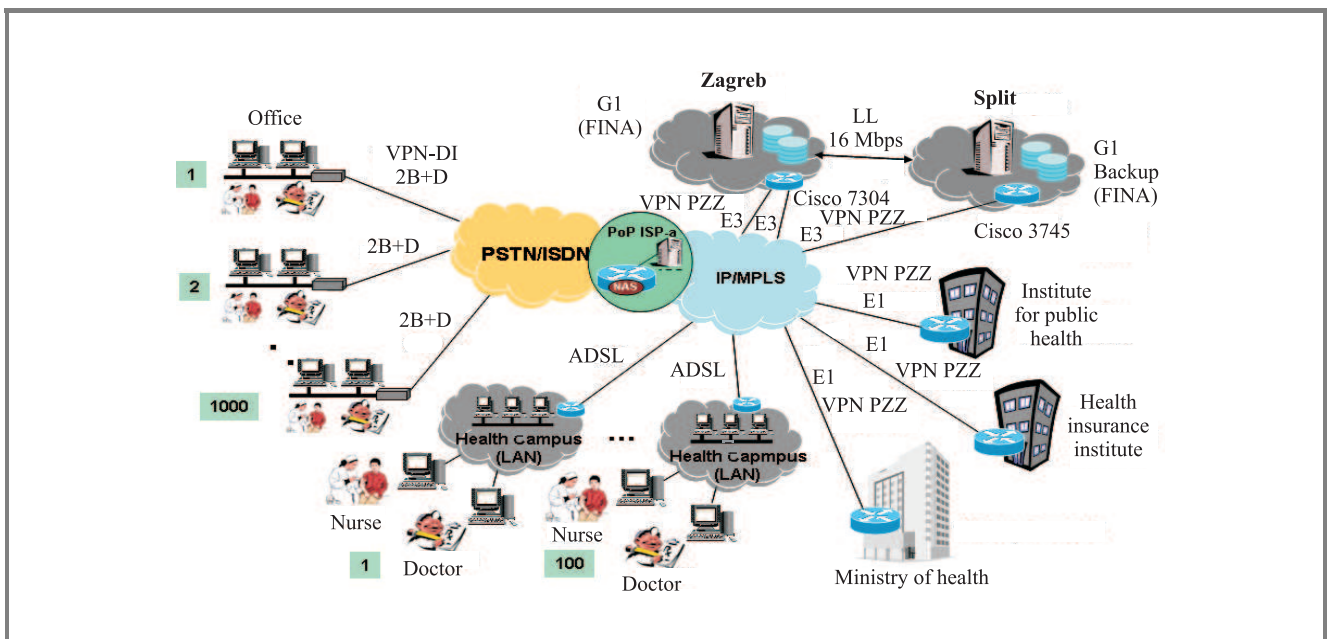 Zagreb
Split
G1
(FINA)
LL
16 Mbps
G1
Backup
(FINA)
Office
1
VPN-DI
2B+D
Cisco 7304
VPN PZZ
E3
E3
VPN PZZ
E3
Cisco 3745
PoP ISP-a
NAS
PSTN/ISDN
IP/MPLS
2
2B+D
VPN PZZ
E1
Institute
for public
health
2B+D
ADSL
ADSL
E1
VPN PZZ
E1
VPN PZZ
1000
Health Campus
(LAN)
...
Health Capmpus
(LAN)
Health
insurance
institute
Nurse
Nurse
1
Doctor
100
Doctor
Ministry of health